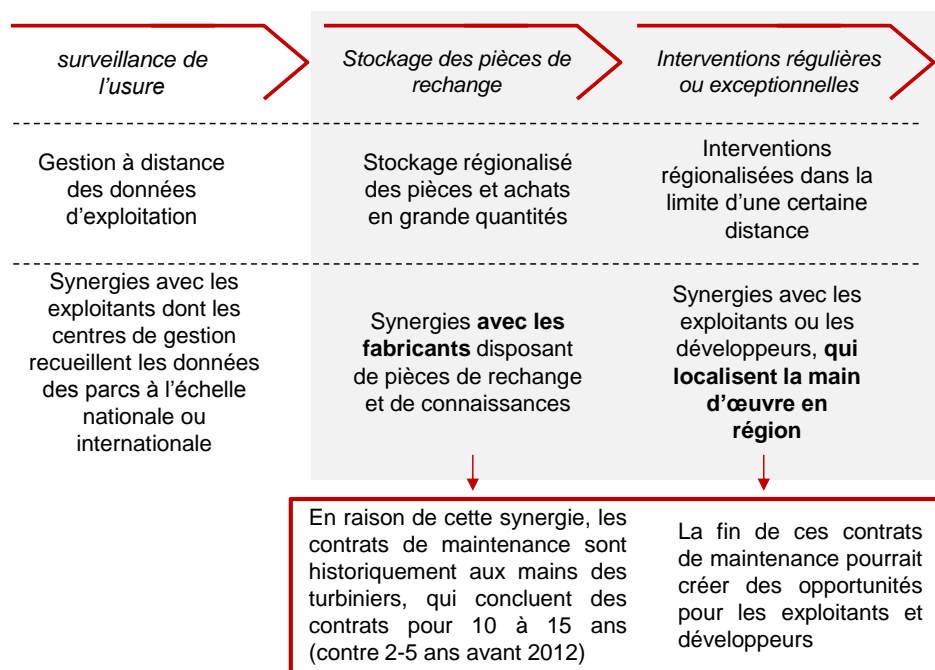 surveillance de
l'usure
Stockage des pièces de
rechange
Interventions régulières
ou exceptionnelles
Gestion à distance
des données
d'exploitation
Stockage régionalisé
des pièces et achats
en grande quantités
Interventions
régionalisées dans la
limite d'une certaine
distance
Synergies avec les
exploitants dont les
centres de gestion
recueillent les données
des parcs à l'échelle
nationale ou
internationale
Synergies avec les
fabricants disposant
de pièces de rechange
et de connaissances
Synergies avec les
exploitants ou les
développeurs, qui
localisent la main
d'œuvre en
région
En raison de cette synergie, les
contrats de maintenance sont
historiquement aux mains des
turbiniers, qui concluent des
contrats pour 10 à 15 ans
(contre 2-5 ans avant 2012)
La fin de ces contrats
de maintenance pourrait
créer des opportunités
pour les exploitants et
développeurs